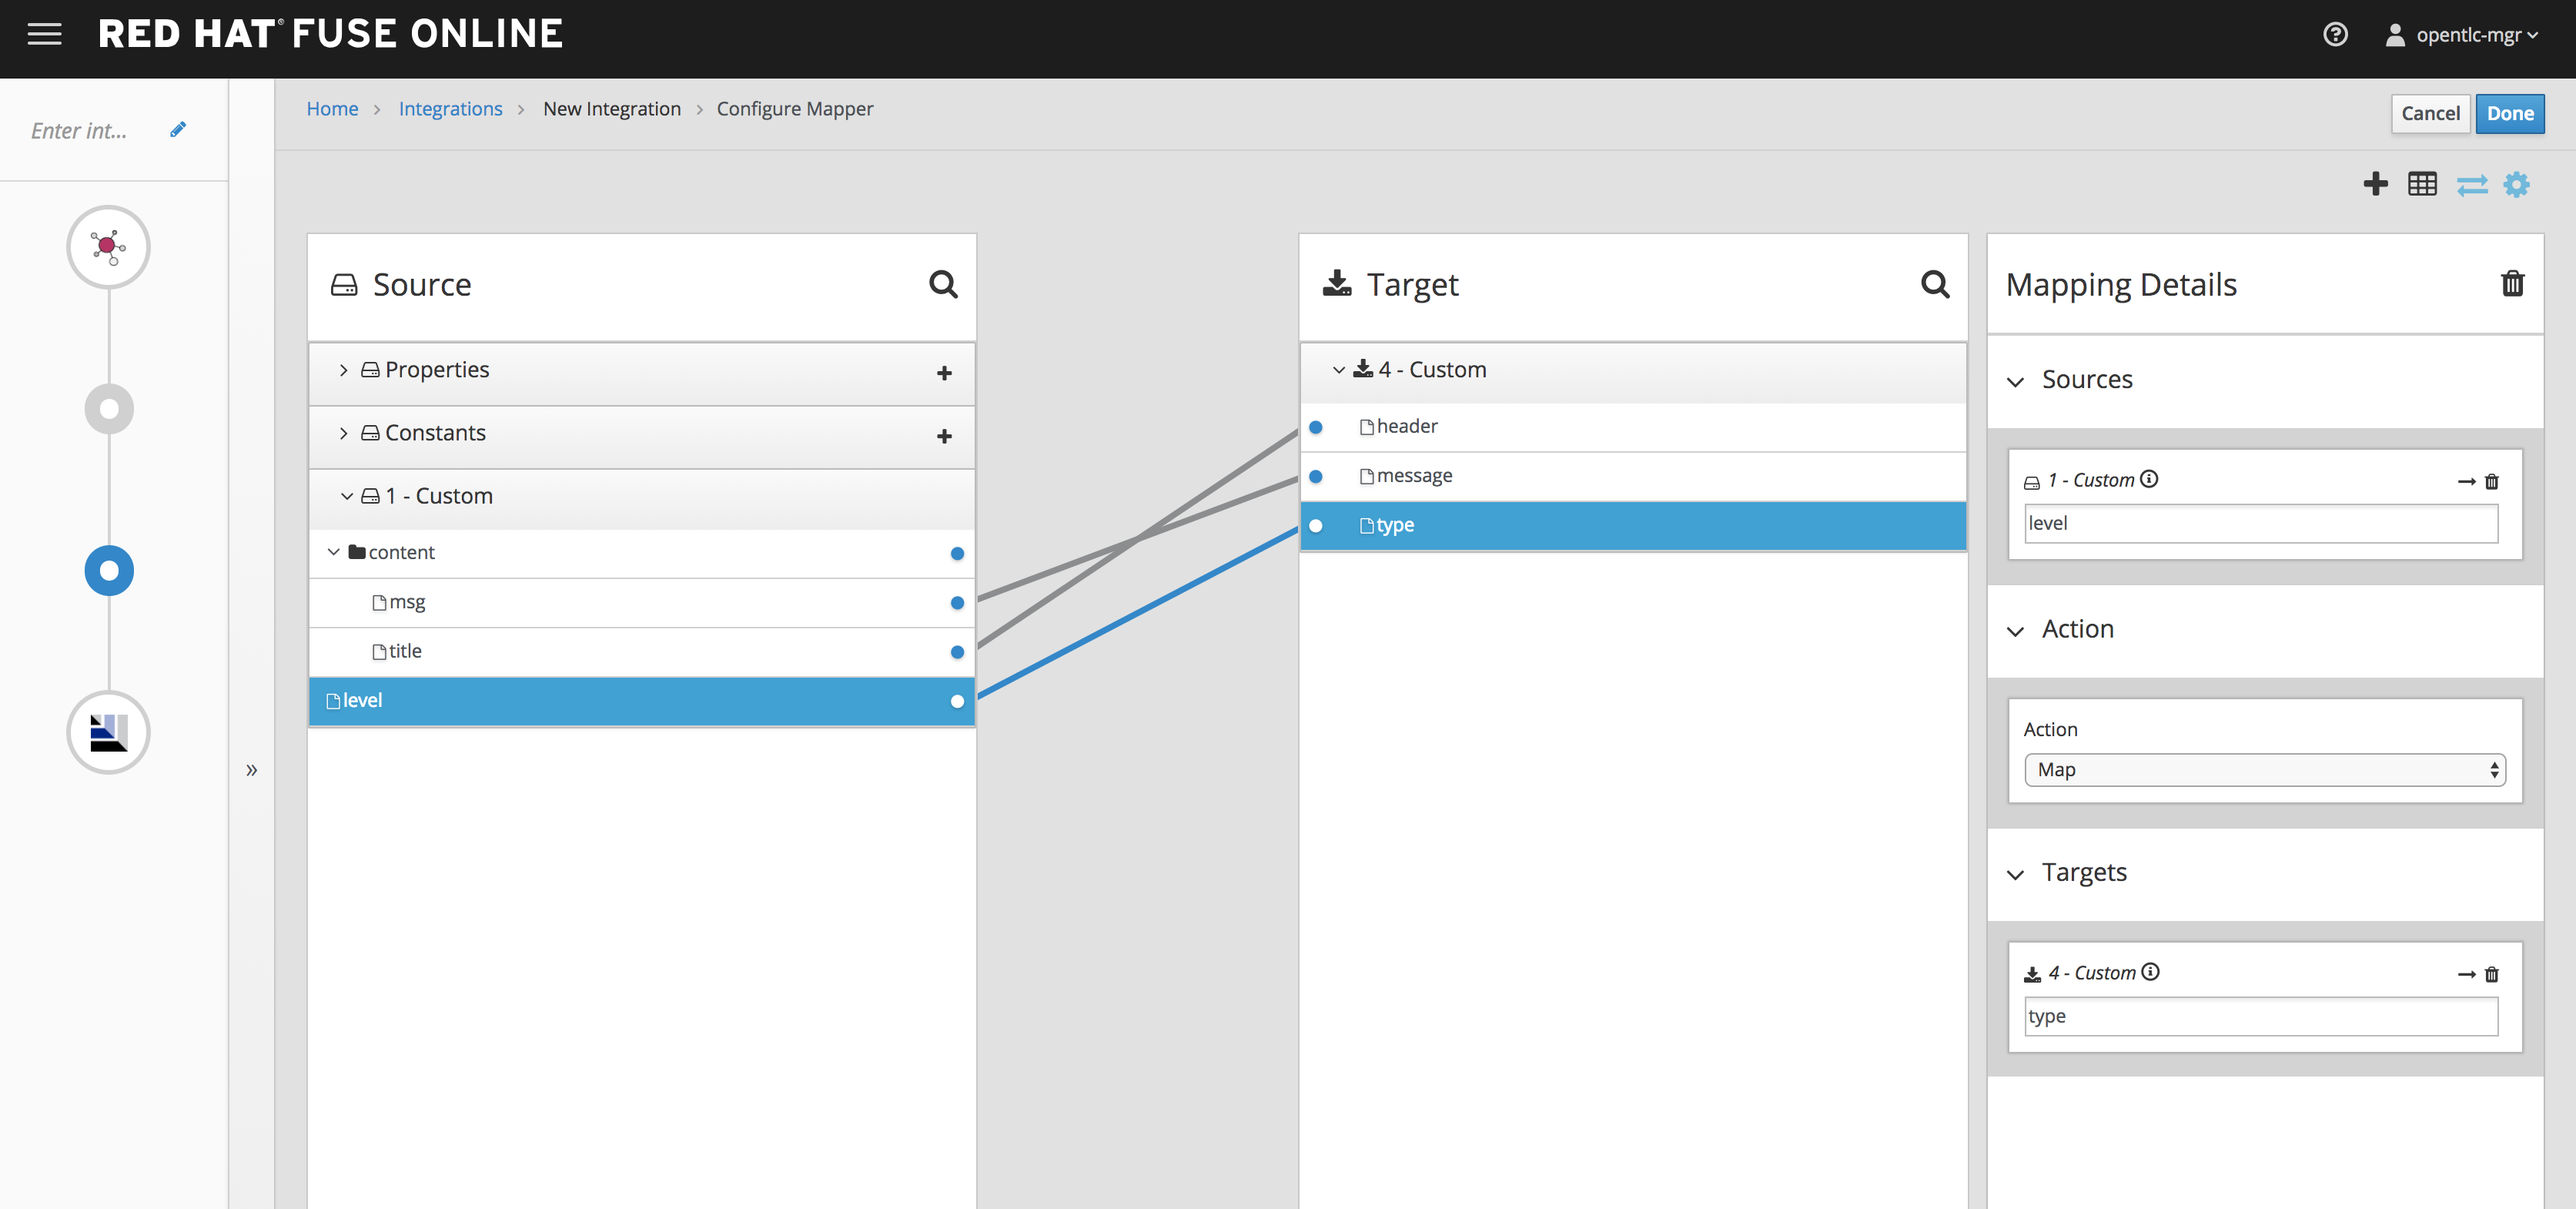 RED HAT® FUSE ONLINE
opentlc-mgr
Enter int...
Home > Integrations > New Integration > Configure Mapper
Cancel
Done
Source
Properties
Constants
1 - Custom
content
msg
title
level
Target
4 - Custom
header
message
type
Mapping Details
Sources
1 - Custom
level
Action
Action
Map
Targets
4 - Custom
type